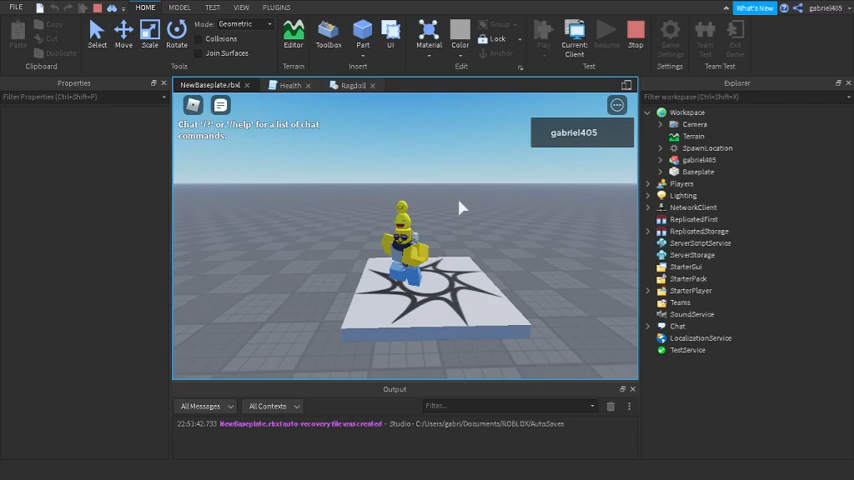 FILE HOME MODEL TEST VIEW PLUGINS What's New gabriel405
Paste Copy Cut Duplicate Select Move Scale Rotate Mode: Geometric Collisions Join Surfaces Editor Toolbox Part UI Material Color Group Lock Anchor Play Current: Client Resume Stop Game Settings Team Test Exit Game
Clipboard Tools Terrain Insert Edit Test Settings Team Test
Properties
Filter Properties (Ctrl+Shift+P)
NewBaseplate.rbxl Health Ragdoll
Chat '/?' or '/help' for a list of chat
commands.
gabriel405
Explorer
Filter workspace (Ctrl+Shift+X)
Workspace
Camera
Terrain
SpawnLocation
gabriel405
Baseplate
Players
Lighting
NetworkClient
ReplicatedFirst
ReplicatedStorage
ServerScriptService
ServerStorage
StarterGui
StarterPack
StarterPlayer
Teams
SoundService
Chat
LocalizationService
TestService
Output
All Messages All Contexts Filter...
22:51:42.733 NewBaseplate.rbxl auto-recovery file was created - Studio - C:/Users/gabri/Documents/ROBLOX/AutoSaves